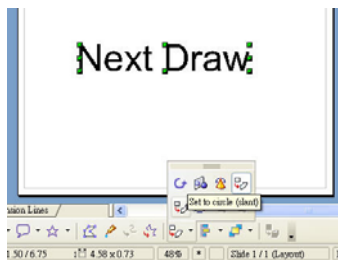 Next Draw
Set to circle (slant)
nsion Lines
1.50 / 6.75
4.58 x 0.73
48%
*
Slide 1 / 1 (Layout)